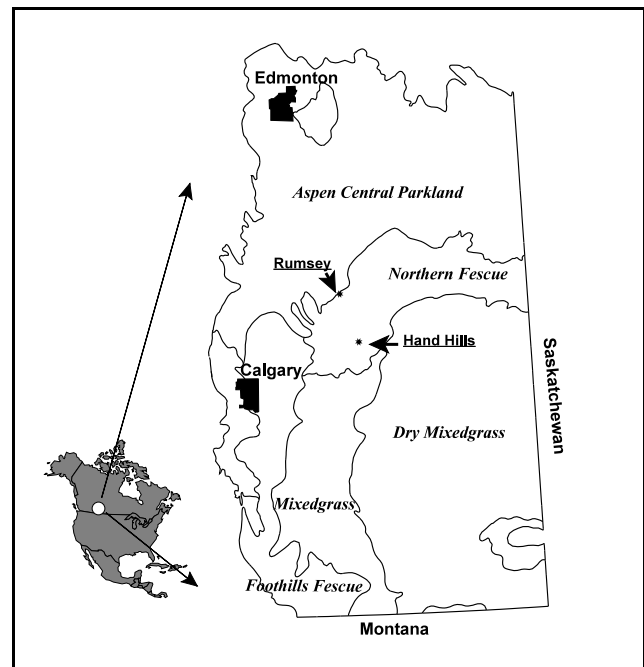 Edmonton
Aspen Central Parkland
Rumsey
Northern Fescue
Hand Hills
Saskatchewan
Calgary
Dry Mixedgrass
Mixedgrass
Foothills Fescue
Montana